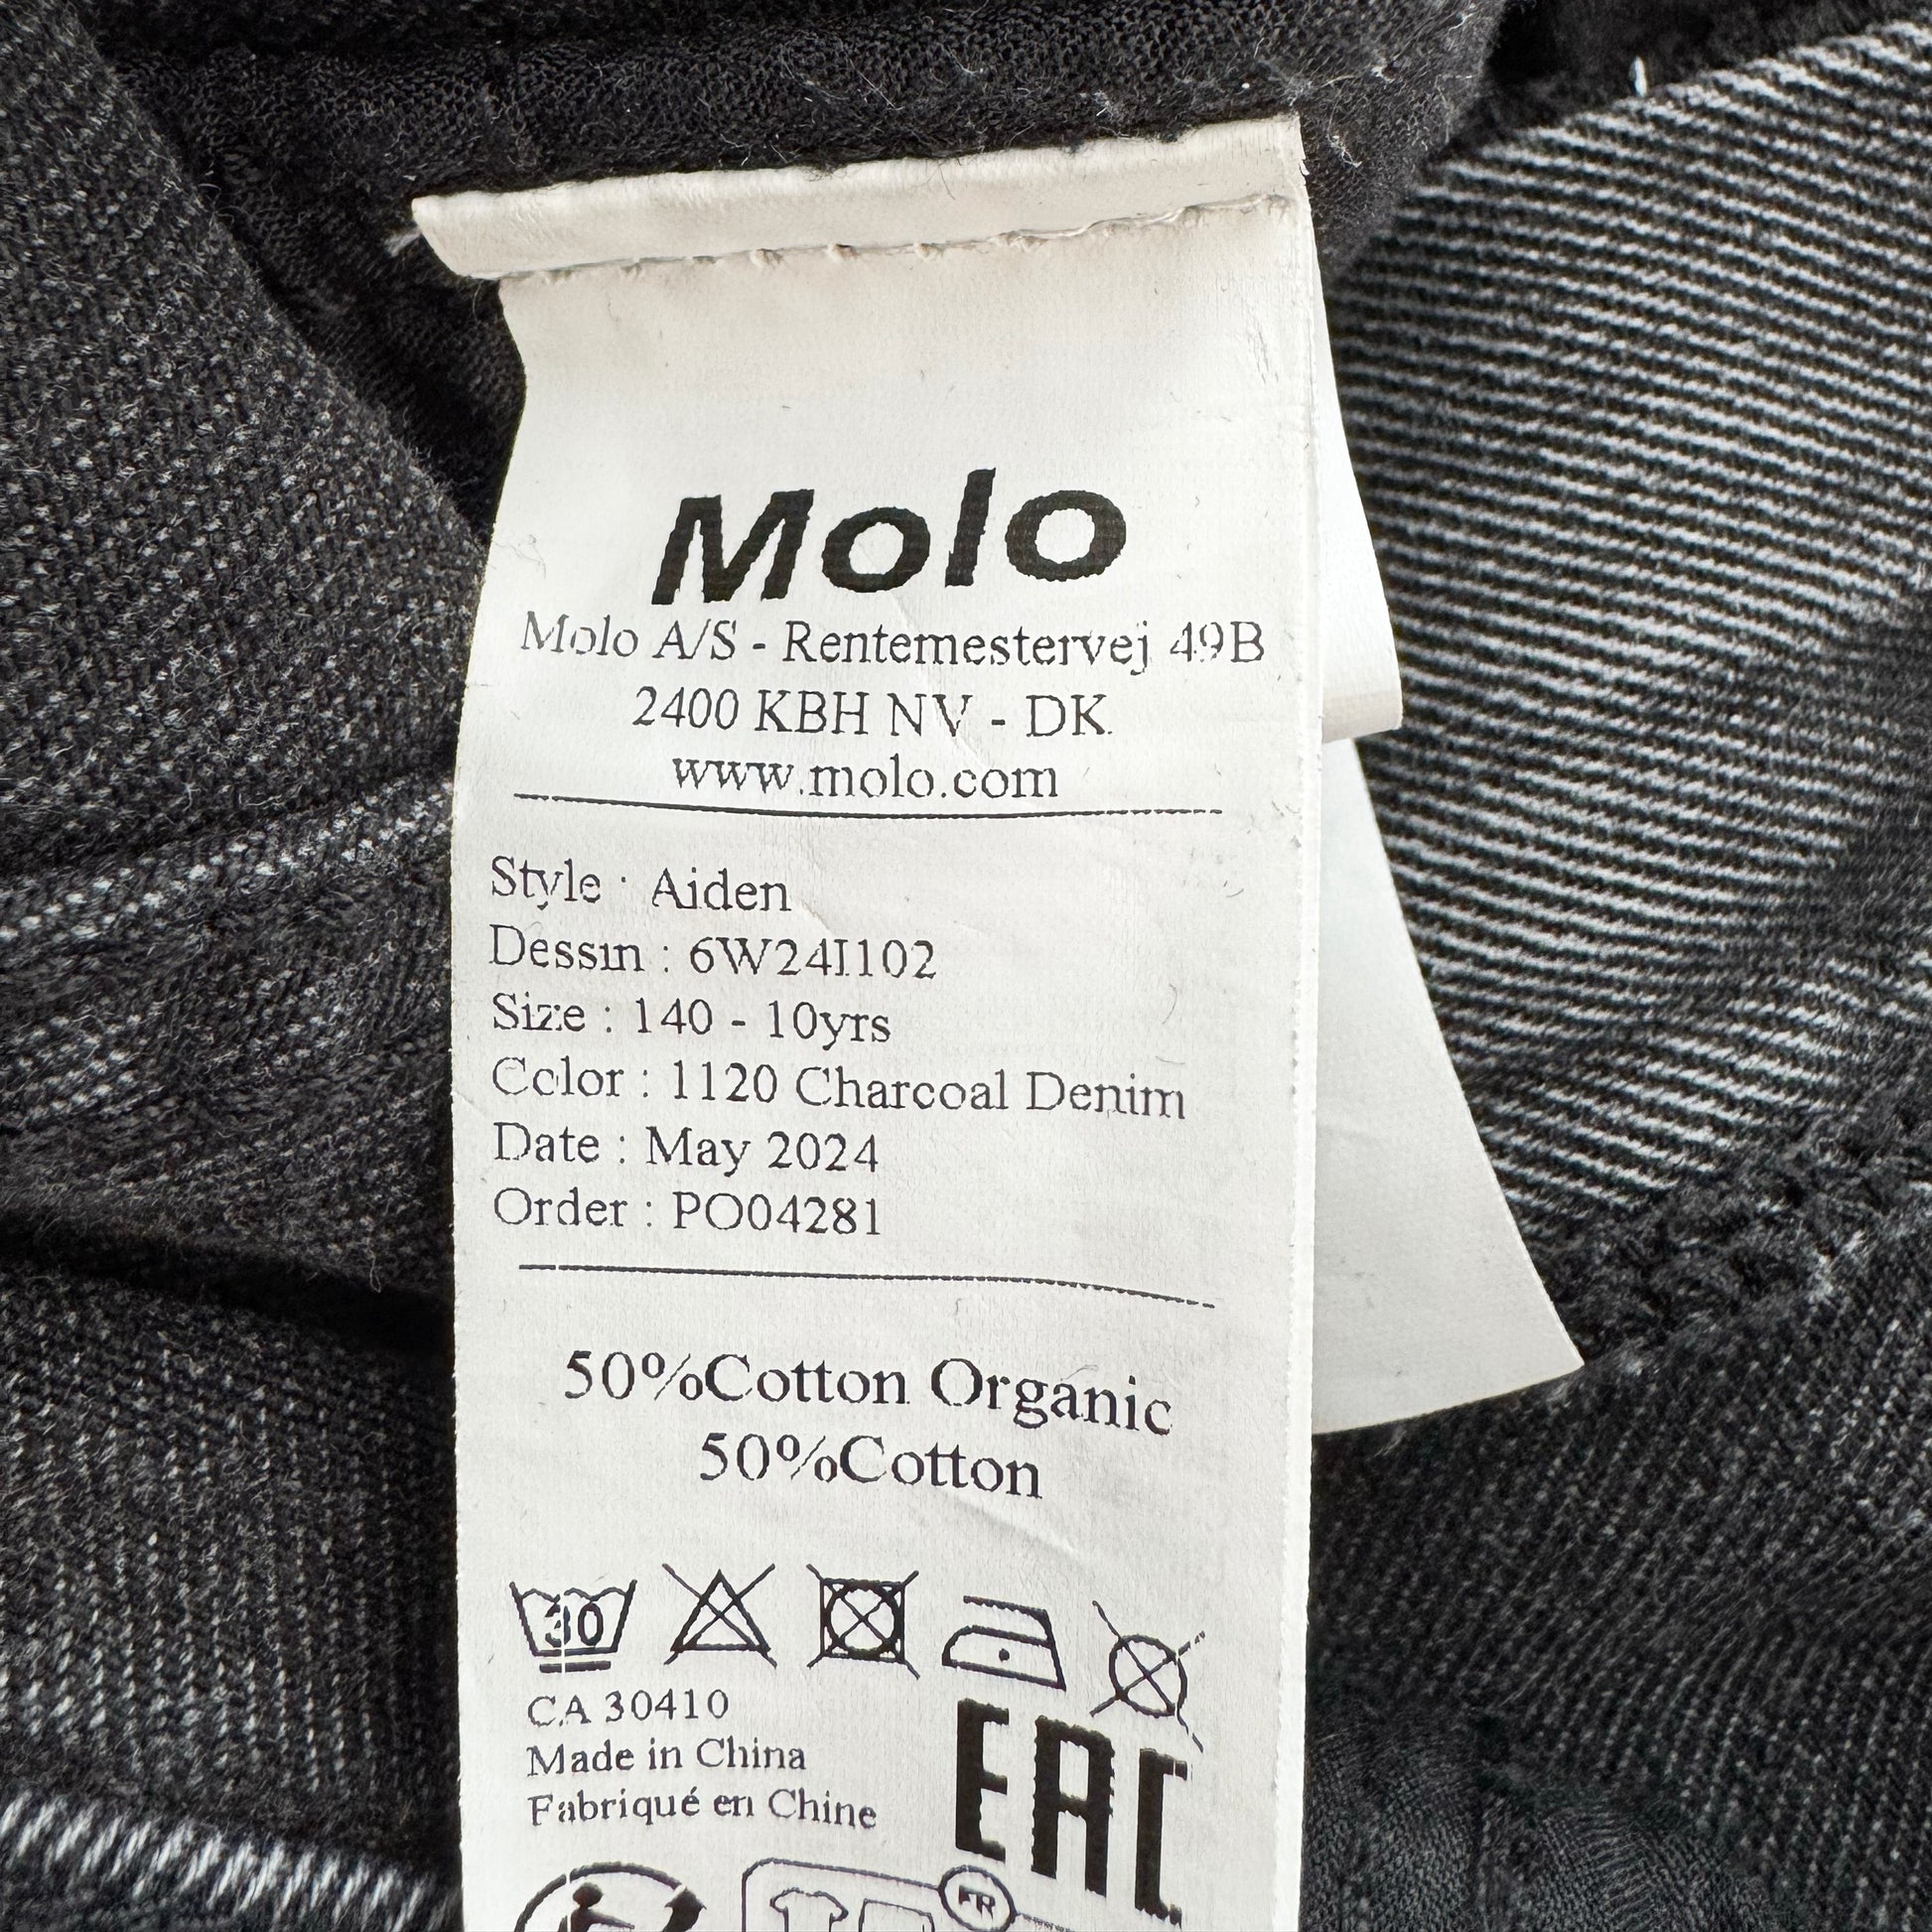 Molo
Molo A/S - Rentemestervej 49B
2400 KBH NV - DK
www.molo.com
Style : Aiden
Dessin : 6W24I102
Size : 140 - 10yrs
Color : 1120 Charcoal Denim
Date : May 2024
Order : PO04281
50%Cotton Organic
50%Cotton
30
CA 30410
Made in China
Fabriqué en Chine
EAC
FR